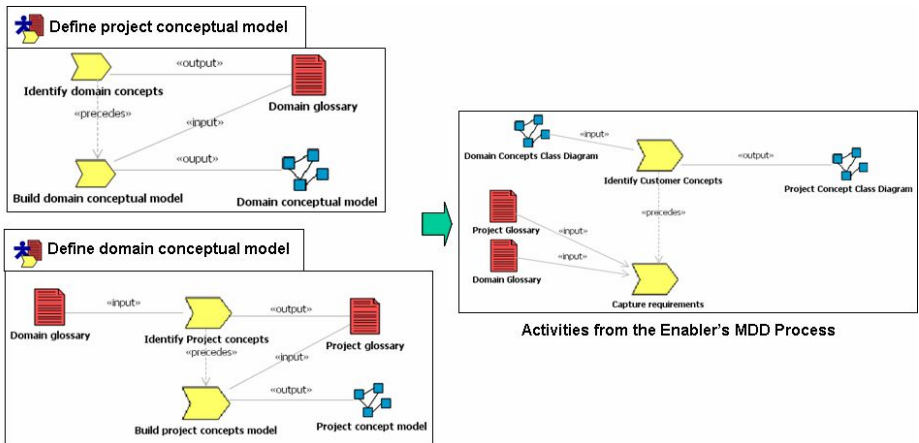 Define project conceptual model
«output»
Identify domain concepts
Domain glossary
«precedes»
«input»
«ouput»
Build domain conceptual model
Domain conceptual model
Define domain conceptual model
«input»
«output»
Domain glossary
Identify Project concepts
Project glossary
«precedes»
«input»
«output»
Build project concepts model
Project concept model
«input»
Domain Concepts Class Diagram
«output»
Identify Customer Concepts
Project Concept Class Diagram
«precedes»
Project Glossary
«input»
«input»
Domain Glossary
Capture requirements
Activities from the Enabler's MDD Process